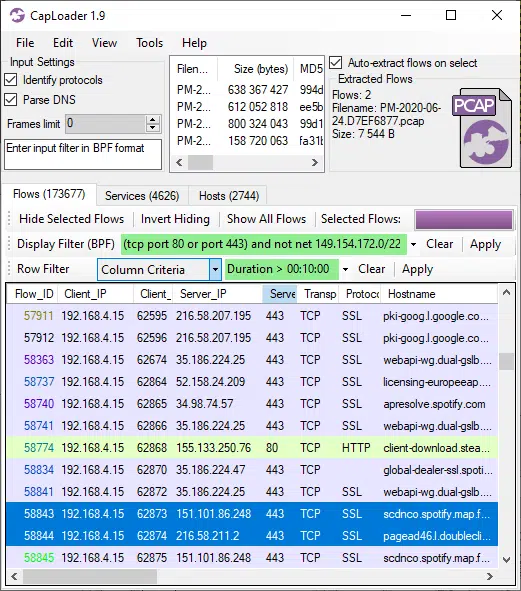 CapLoader 1.9
File Edit View Tools Help
Input Settings
Identify protocols
Parse DNS
Frames limit 0
Enter input filter in BPF format
Filen... Size (bytes) MD5
PM-2... 638 367 427 994d
PM-2... 612 052 818 ee5b
PM-2... 800 324 043 99d1
PM-2... 158 720 063 fa31b
Auto-extract flows on select
Extracted Flows
Flows: 2
Filename: PM-2020-06-
24.D7EF6877.pcap
Size: 7 544 B
PCAP
Flows (173677) Services (4626) Hosts (2744)
Hide Selected Flows Invert Hiding Show All Flows Selected Flows:
Display Filter (BPF) (tcp port 80 or port 443) and not net 149.154.172.0/22 Clear Apply
Row Filter Column Criteria Duration > 00:10:00 Clear Apply
Flow_ID Client_IP Client_ Server_IP Serve Transp Protoc Hostname
57911 192.168.4.15 62595 216.58.207.195 443 TCP SSL pki-goog.l.google.co...
57912 192.168.4.15 62596 216.58.207.195 443 TCP SSL pki-goog.l.google.co...
58363 192.168.4.15 62674 35.186.224.25 443 TCP SSL webapi-wg.dual-gslb....
58737 192.168.4.15 62864 52.158.24.209 443 TCP SSL licensing-europeeap....
58740 192.168.4.15 62865 34.98.74.57 443 TCP SSL apresolve.spotify.com
58741 192.168.4.15 62866 35.186.224.25 443 TCP SSL webapi-wg.dual-gslb....
58774 192.168.4.15 62868 155.133.250.76 80 TCP HTTP client-download.stea...
58834 192.168.4.15 62870 35.186.224.47 443 TCP global-dealer-ssl.spoti...
58841 192.168.4.15 62872 35.186.224.25 443 TCP SSL webapi-wg.dual-gslb....
58843 192.168.4.15 62873 151.101.86.248 443 TCP SSL scdnco.spotify.map.f...
58844 192.168.4.15 62874 216.58.211.2 443 TCP SSL pagead46.l.doublecli...
58845 192.168.4.15 62875 151.101.86.248 443 TCP SSL scdnco.spotify.map.f...